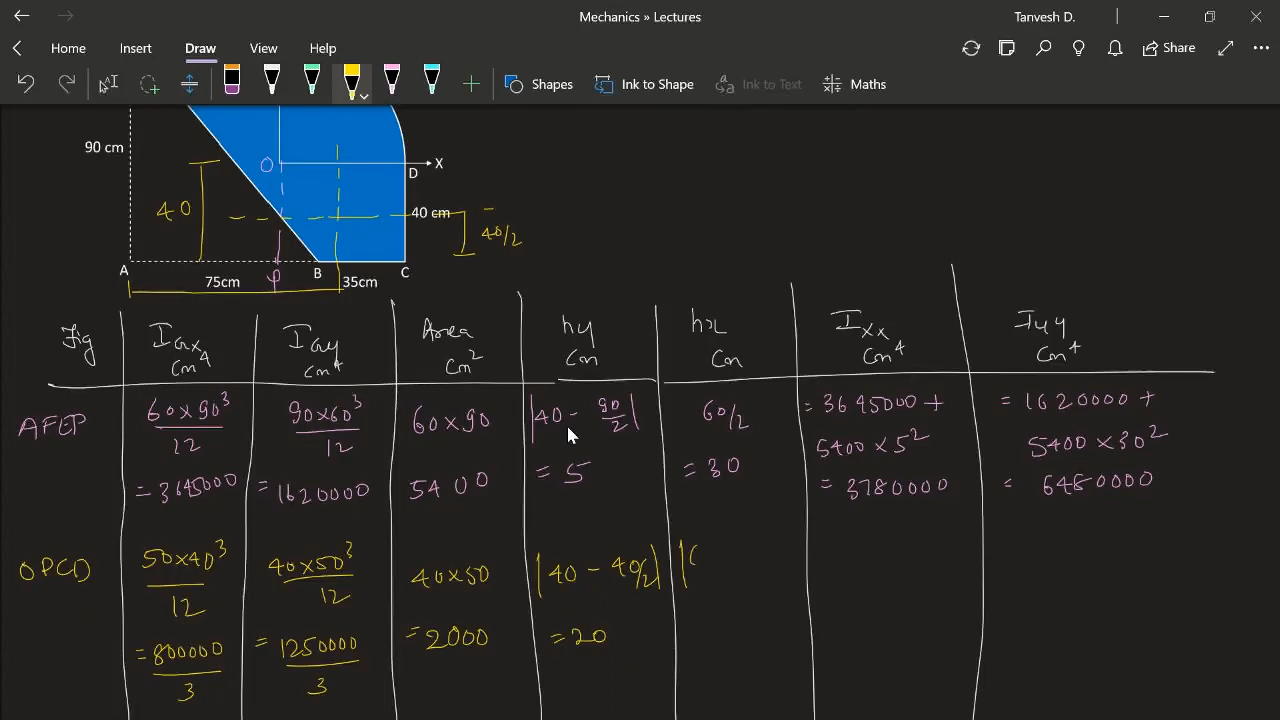 Mechanics » Lectures
Tanvesh D.
Home Insert Draw View Help
Share
Shapes Ink to Shape Ink to Text Maths
90 cm
O X
D
40
40 cm
40/2
A P B C
75cm 35cm
Fig IGx cm⁴ IGy cm⁴ Area cm² hy cm hx cm Ixx cm⁴ Iyy cm⁴
AFEP 60×90³/12 90×60³/12 60×90 |40 - 90/2| 60/2 = 3645000 + = 1620000 +
5400 × 5² 5400 × 30²
= 3645000 = 1620000 5400 = 5 = 30 = 3780000 = 6480000
OPCD 50×40³/12 40×50³/12 40×50 |40 - 40/2| |(
= 800000/3 = 1250000/3 = 2000 = 20